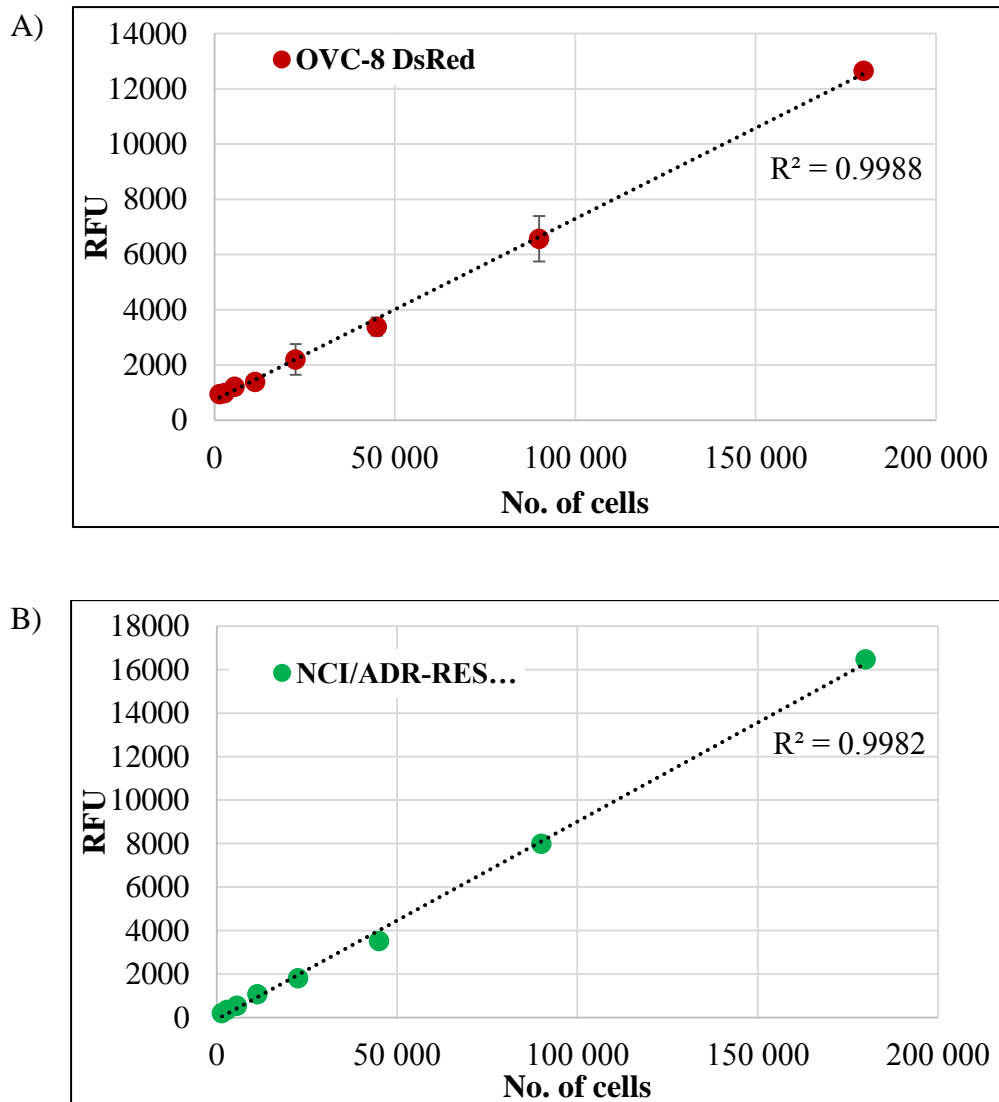 A)
14000
12000
10000
8000
6000
4000
2000
0
RFU
OVC-8 DsRed
R² = 0.9988
0 50 000 100 000 150 000 200 000
No. of cells
B)
18000
16000
14000
12000
10000
8000
6000
4000
2000
0
RFU
NCI/ADR-RES…
R² = 0.9982
0 50 000 100 000 150 000 200 000
No. of cells